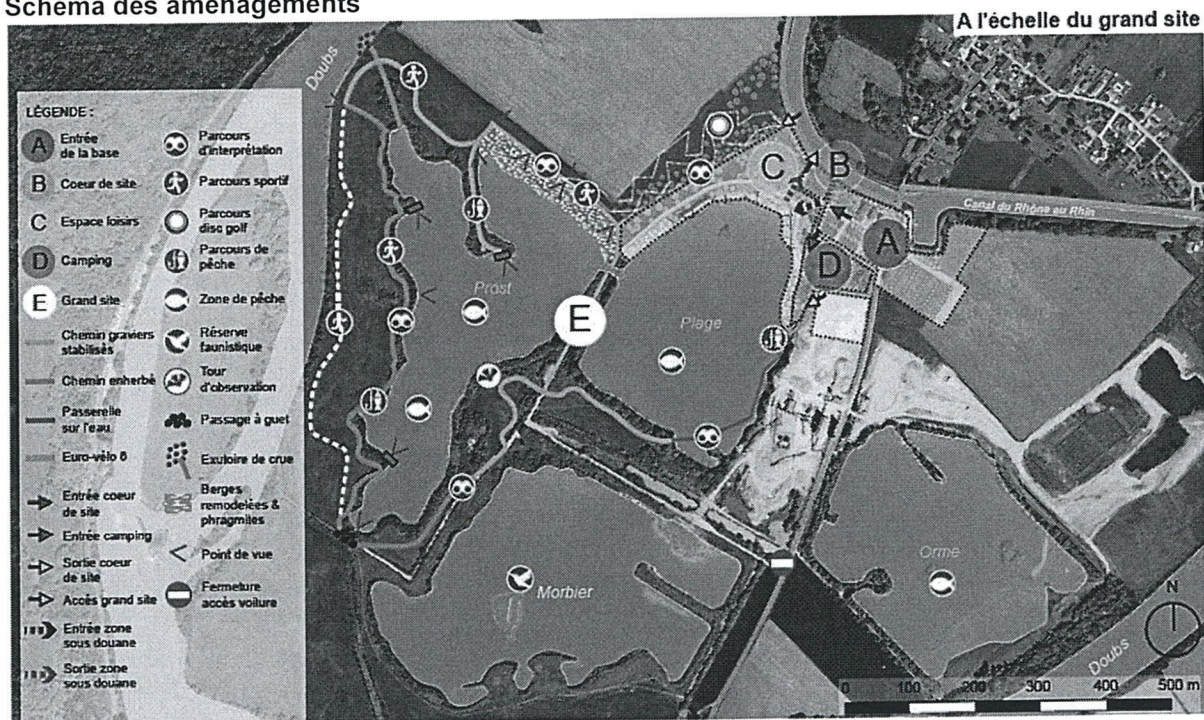 Schéma des aménagements
A l'échelle du grand site
LÉGENDE :
A Entrée
de la base
B Coeur de site
C Espace loisirs
D Camping
E Grand site
Chemin graviers
stabilisés
Chemin enherbé
Passerelle
sur l'eau
Euro-vélo 6
Entrée coeur
de site
Entrée camping
Sortie coeur
de site
Accès grand site
Entrée zone
sous douane
Sortie zone
sous douane
Parcours
d'interprétation
Parcours sportif
Parcours
disc golf
Parcours de
pêche
Zone de pêche
Réserve
faunistique
Tour
d'observation
Passage à guet
Exutoire de crue
Berges
remodelées &
phragmites
Point de vue
Fermeture
accès voiture
Doubs
C
B
Canal du Rhône au Rhin
A
D
Prost
E
Plage
Orme
Morbier
N
Doubs
0 100 200 300 400 500 m